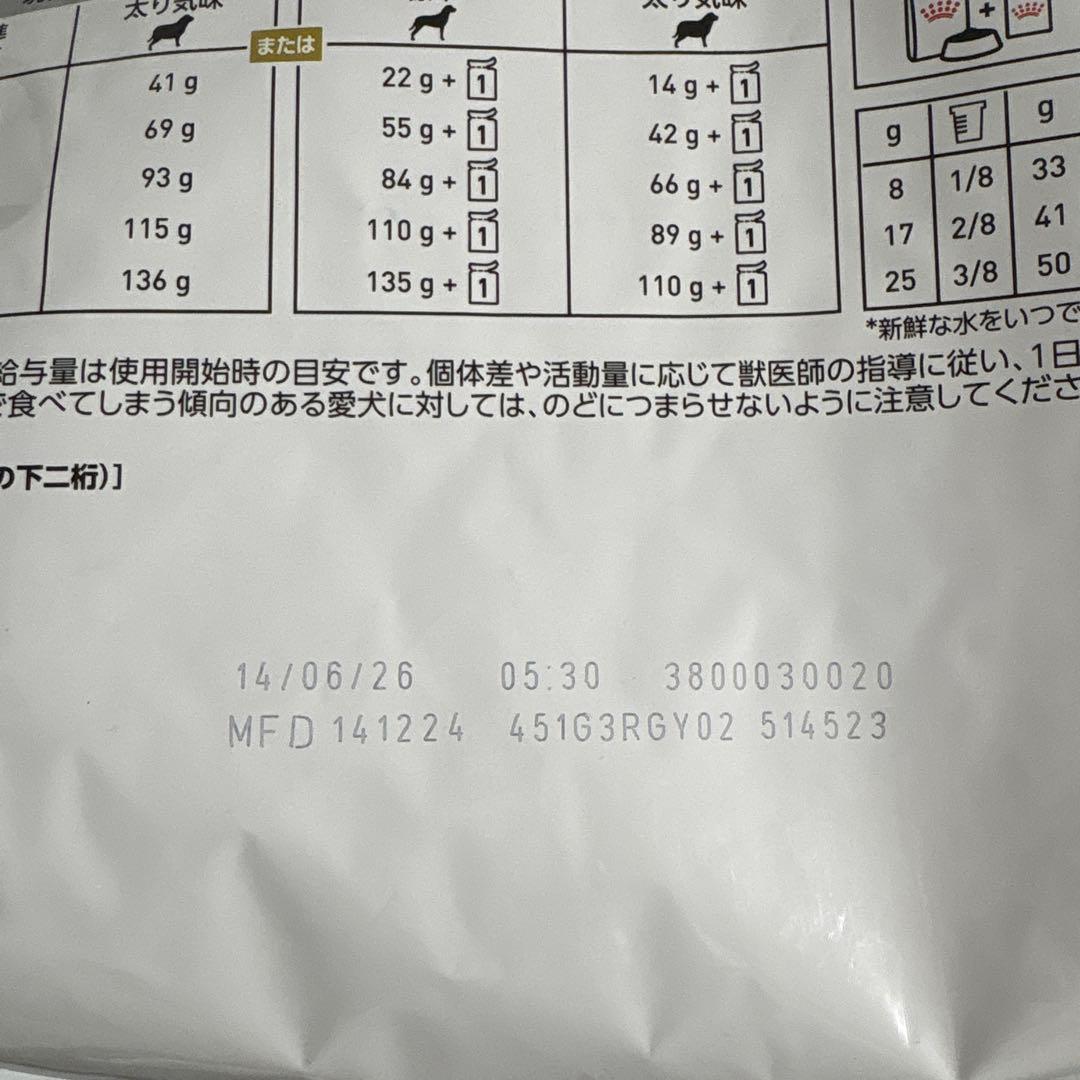 太り気味
または
太り気味
41 g 22 g + 1 14 g + 1
69 g 55 g + 1 42 g + 1
93 g 84 g + 1 66 g + 1
115 g 110 g + 1 89 g + 1
136 g 135 g + 1 110 g + 1
+
g g
8 1/8 33
17 2/8 41
25 3/8 50
*新鮮な水をいつで
給与量は使用開始時の目安です。個体差や活動量に応じて獣医師の指導に従い、1日
で食べてしまう傾向のある愛犬に対しては、のどにつまらせないように注意してくださ
の下二桁)]
14/06/26 05:30 3800030020
MFD 141224 451G3RGY02 514523